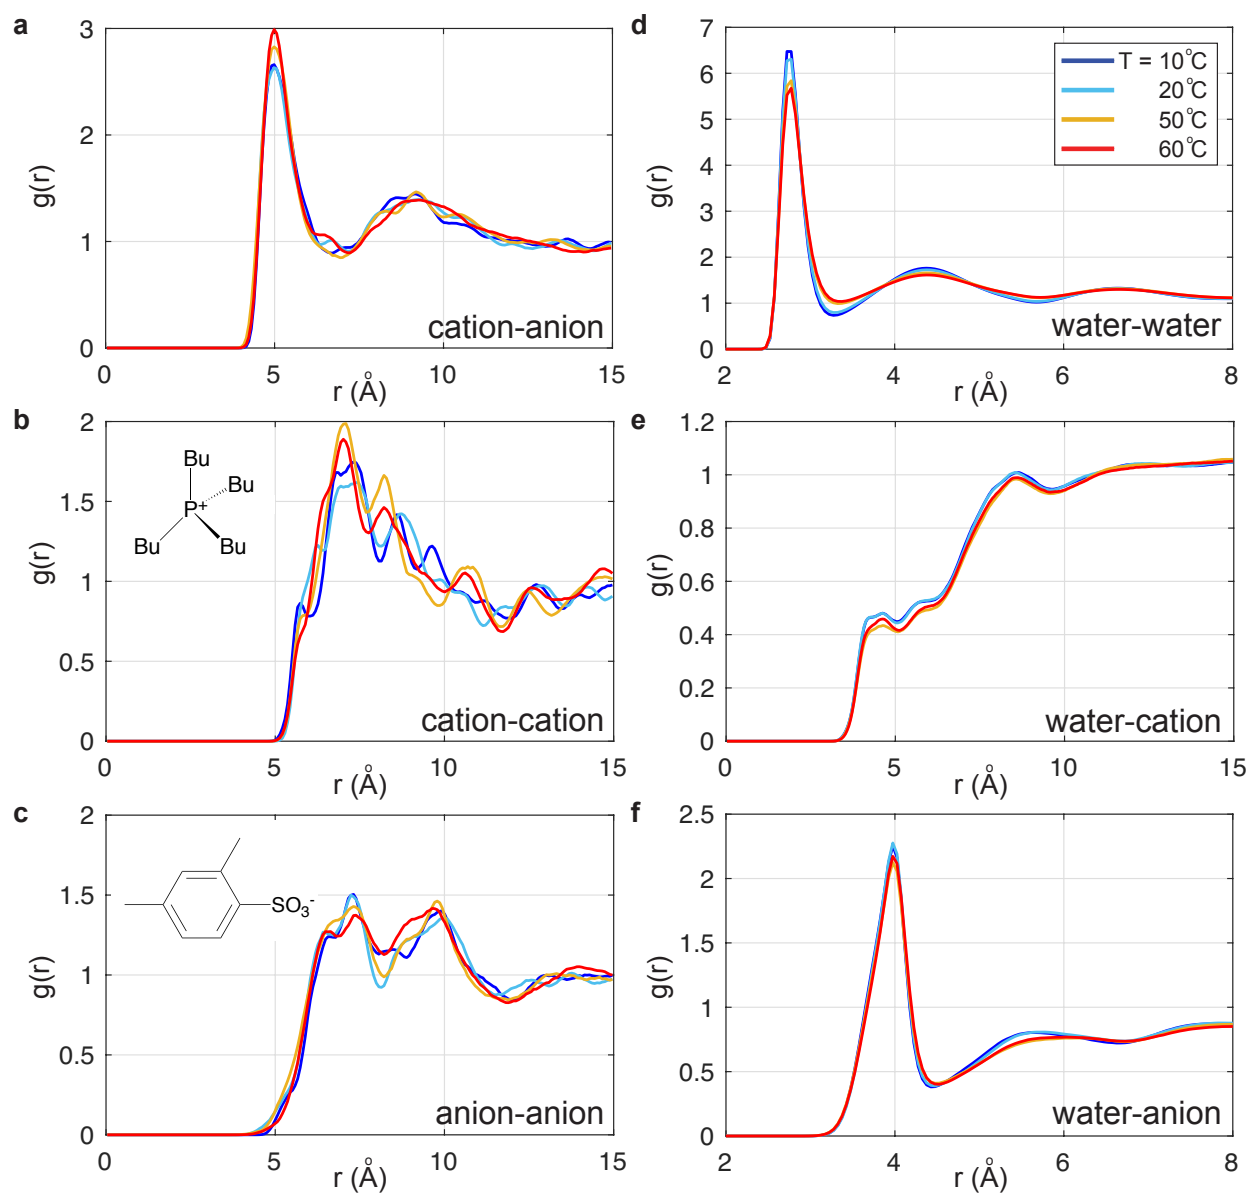 a
3
2
1
0
g(r)
cation-anion
0
5
10
15
r (Å)
d
7
6
5
4
3
2
1
0
g(r)
T = 10°C
20°C
50°C
60°C
water-water
2
4
6
8
r (Å)
b
2
1.5
1
0.5
0
g(r)
Bu
Bu
P+
Bu
Bu
cation-cation
0
5
10
15
r (Å)
e
1.2
1
0.8
0.6
0.4
0.2
0
g(r)
water-cation
0
5
10
15
r (Å)
c
2
1.5
1
0.5
0
g(r)
SO3-
anion-anion
0
5
10
15
r (Å)
f
2.5
2
1.5
1
0.5
0
g(r)
water-anion
2
4
6
8
r (Å)